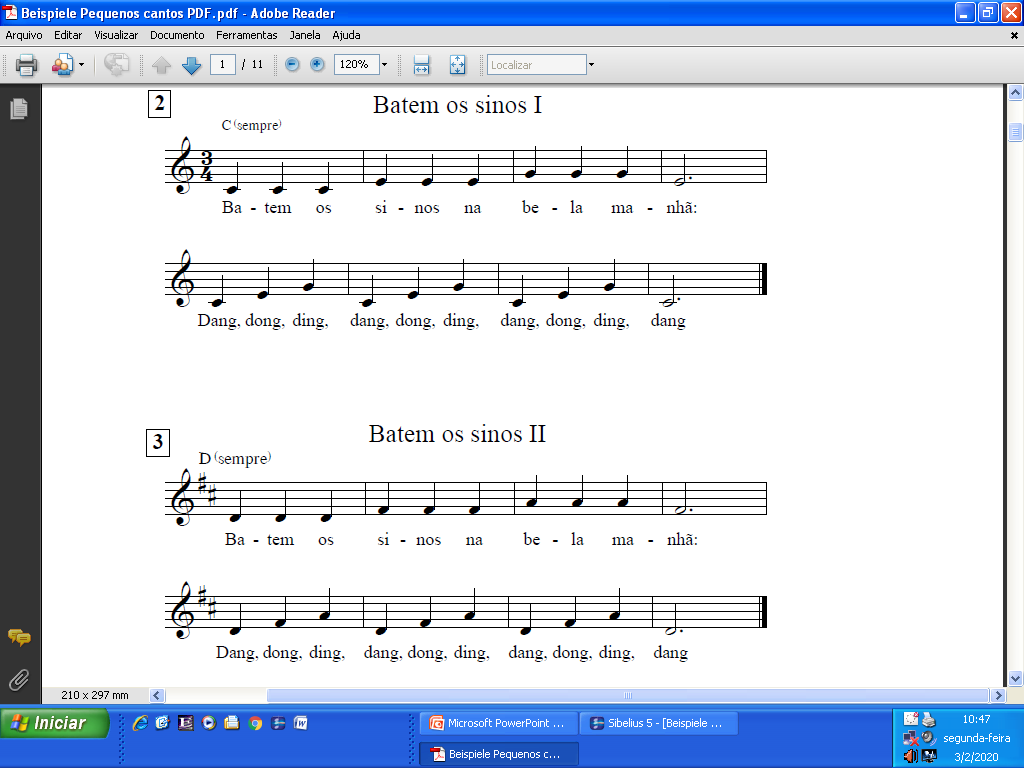 Beispiele Pequenos cantos PDF.pdf - Adobe Reader
Arquivo Editar Visualizar Documento Ferramentas Janela Ajuda
1 / 11 120% Localizar
2 Batem os sinos I
C (sempre)
3
4
Ba - tem os si - nos na be - la ma - nhã:
Dang, dong, ding, dang, dong, ding, dang, dong, ding, dang
3 Batem os sinos II
D (sempre)
Ba - tem os si - nos na be - la ma - nhã:
Dang, dong, ding, dang, dong, ding, dang, dong, ding, dang
210 x 297 mm
Iniciar Microsoft PowerPoint ... Sibelius 5 - [Beispiele ... 10:47
segunda-feira
Beispiele Pequenos c... 3/2/2020